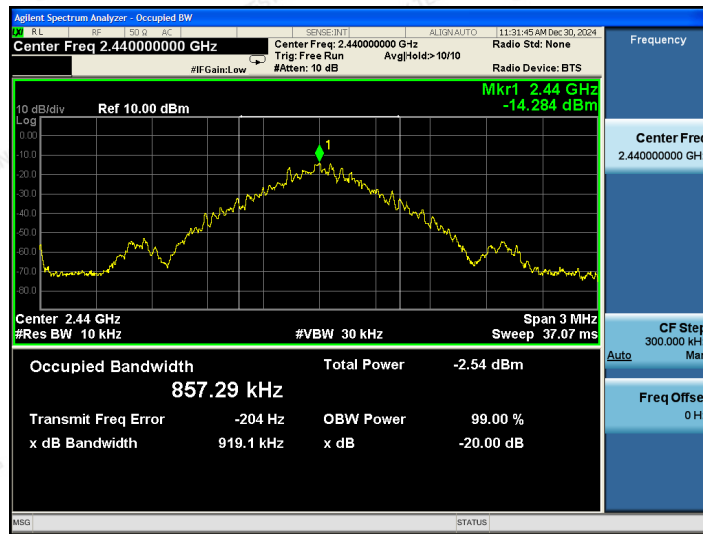 Agilent Spectrum Analyzer - Occupied BW
LXI RL RF 50 Ω AC SENSE:INT ALIGN AUTO 11:31:45 AM Dec 30, 2024
Center Freq 2.440000000 GHz
Center Freq: 2.440000000 GHz
Radio Std: None
Trig: Free Run Avg|Hold:> 10/10
#IFGain:Low #Atten: 10 dB Radio Device: BTS
Frequency
Mkr1 2.44 GHz
10 dB/div Ref 10.00 dBm -14.284 dBm
Log
0.00
-10.0
-20.0
-30.0
-40.0
-50.0
-60.0
-70.0
-80.0
1
Center Freq
2.440000000 GHz
Center 2.44 GHz Span 3 MHz
#Res BW 10 kHz #VBW 30 kHz Sweep 37.07 ms
CF Step
300.000 kH
Auto Man
Occupied Bandwidth Total Power -2.54 dBm
857.29 kHz
Transmit Freq Error -204 Hz OBW Power 99.00 %
x dB Bandwidth 919.1 kHz x dB -20.00 dB
Freq Offse
0 H
MSG STATUS